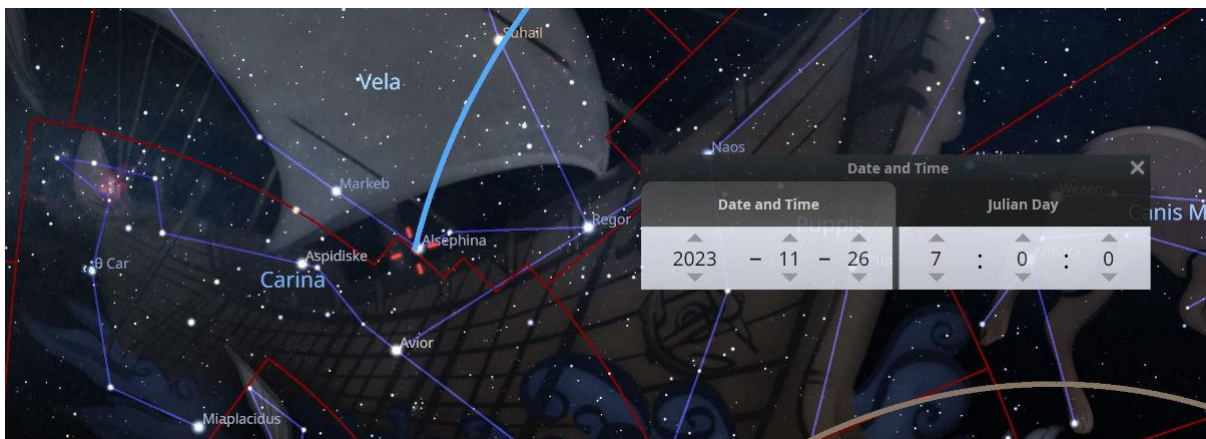 Suhail
Vela
Naos
Date and Time
Markeb
Wezen
Date and Time
Julian Day
Canis M
Regor
Puppis
Alsephina
Aspidiske
2023 - 11 - 26
7 : 0 : 0
θ Car
Carina
Avior
Miaplacidus